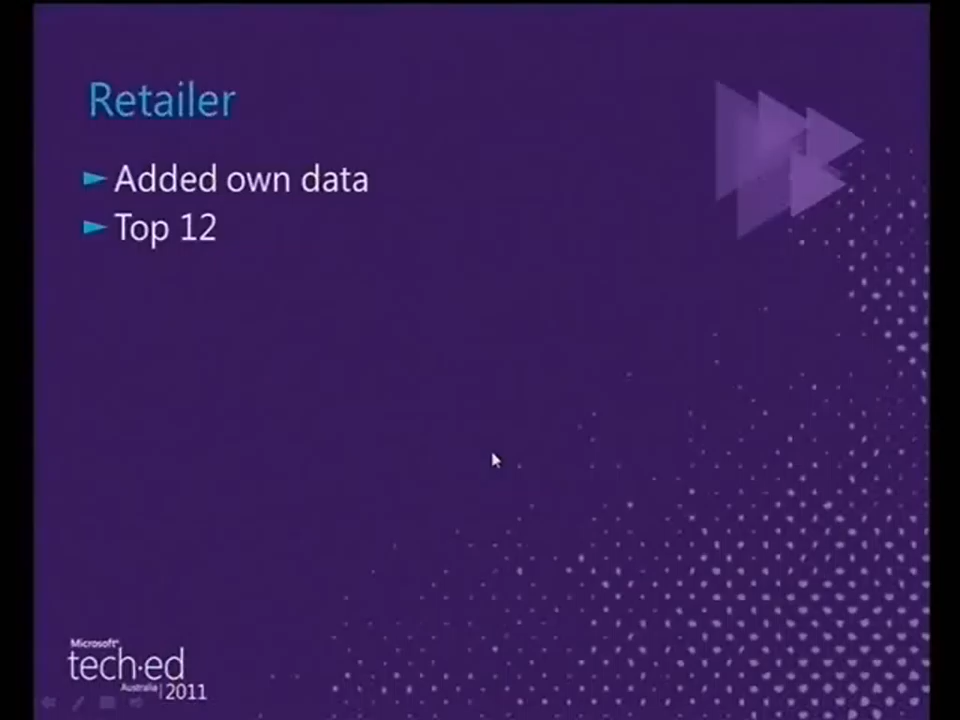 Retailer
Added own data
Top 12
Microsoft
tech·ed
Australia | 2011